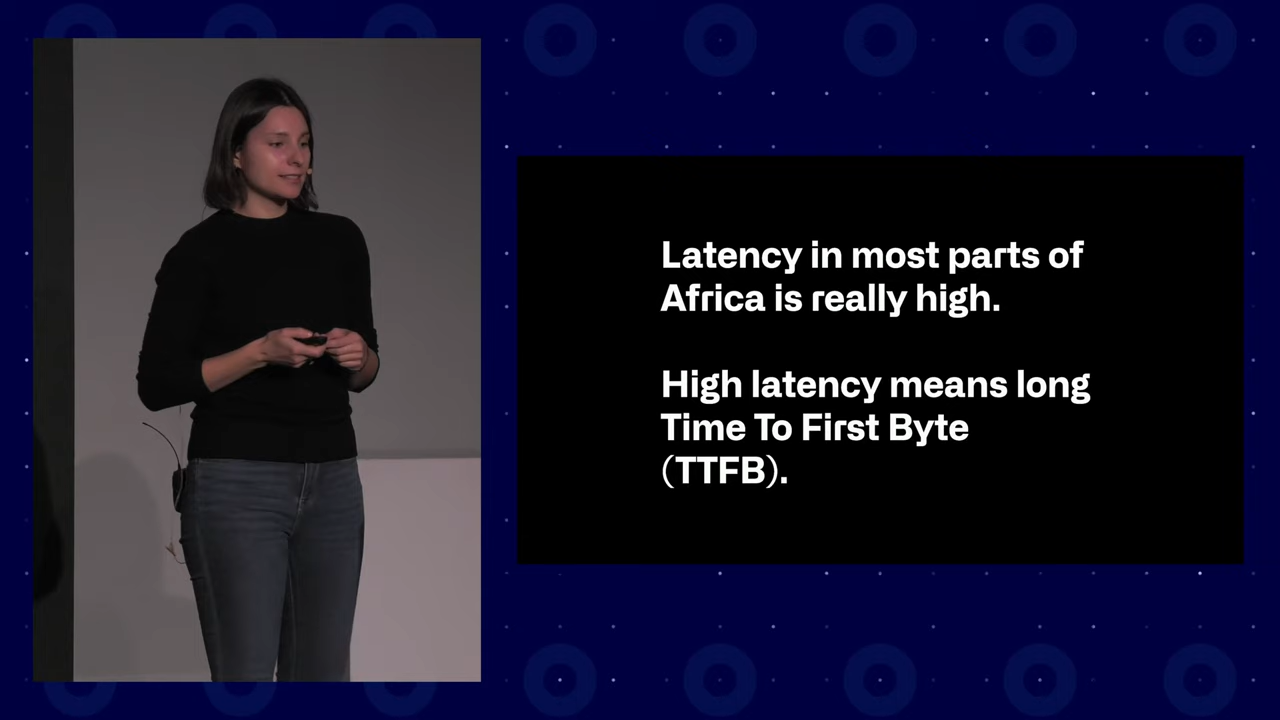 Latency in most parts of
Africa is really high.
High latency means long
Time To First Byte
(TTFB).